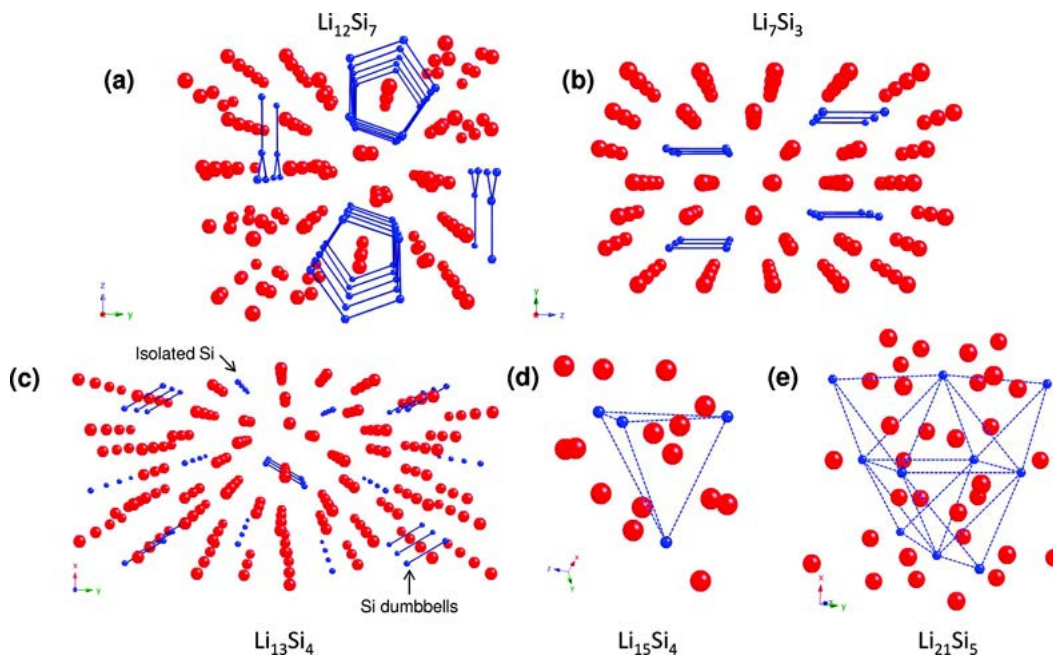 Li₁₂Si₇
Li₇Si₃
(a)
(b)
z
y
y
z
Isolated Si
(c)
(d)
(e)
x
y
Si dumbbells
x
z
y
x
z
y
Li₁₃Si₄
Li₁₅Si₄
Li₂₁Si₅